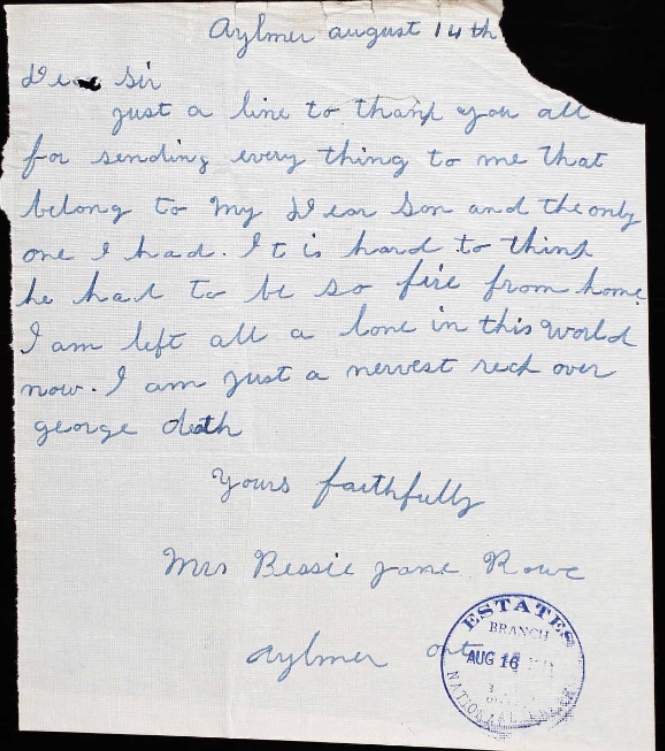 Aylmer august 14th
Dear Sir
just a line to thank you all
for sending every thing to me that
belong to My Dear Son and the only
one I had. It is hard to think
he had to be so fire from home
I am left all a lone in this world
now. I am just a nervest reck over
george death
Yours faithfully
Mrs Bessie Jane Rowe
Aylmer ont
ESTATES
BRANCH
AUG 16
NATIONAL